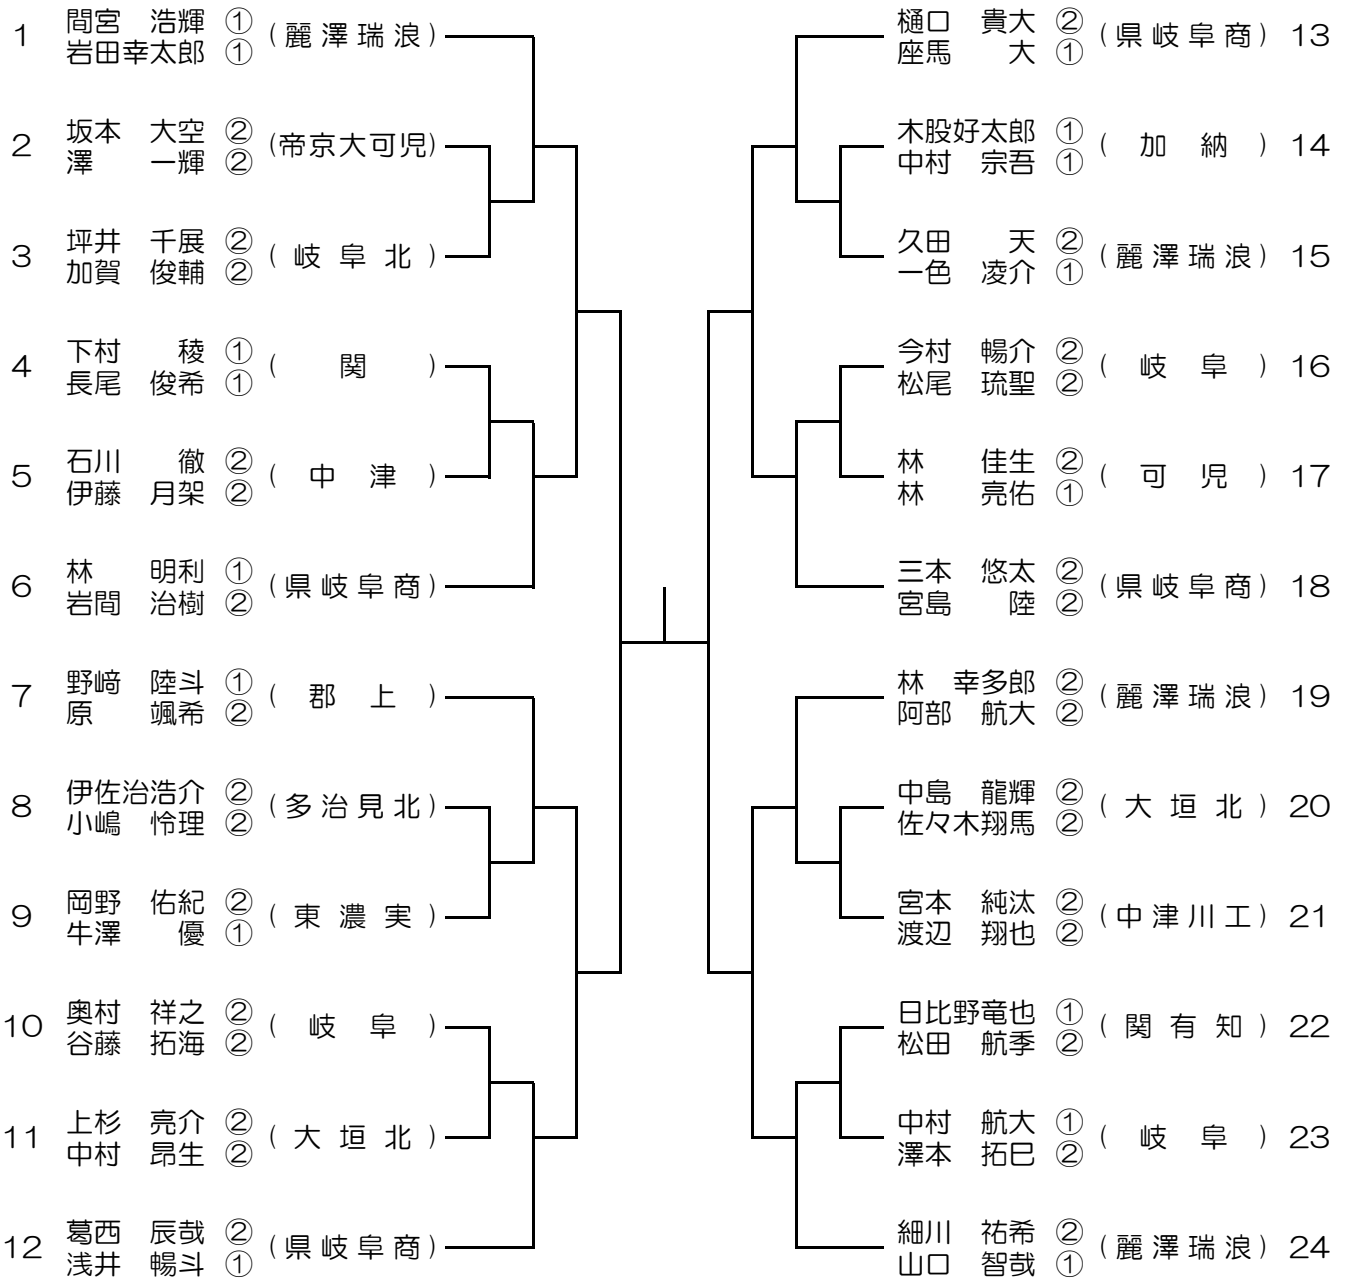 1 間宮 浩輝 ① (麗澤瑞浪)
岩田幸太郎 ①
2 坂本 大空 ② (帝京大可児)
澤 一輝 ②
3 坪井 千展 ② (岐阜北)
加賀 俊輔 ②
4 下村 稜 ① (関)
長尾 俊希 ①
5 石川 徹 ② (中津)
伊藤 月架 ②
6 林 明利 ① (県岐阜商)
岩間 治樹 ②
7 野﨑 陸斗 ① (郡上)
原 颯希 ②
8 伊佐治浩介 ② (多治見北)
小嶋 怜理 ②
9 岡野 佑紀 ② (東濃実)
牛澤 優 ①
10 奥村 祥之 ② (岐阜)
谷藤 拓海 ②
11 上杉 亮介 ② (大垣北)
中村 昂生 ②
12 葛西 辰哉 ② (県岐阜商)
浅井 暢斗 ①
樋口 貴大 ② (県岐阜商) 13
座馬 大 ①
木股好太郎 ① (加納) 14
中村 宗吾 ①
久田 天 ② (麗澤瑞浪) 15
一色 凌介 ①
今村 暢介 ② (岐阜) 16
松尾 琉聖 ②
林 佳生 ② (可児) 17
林 亮佑 ①
三本 悠太 ② (県岐阜商) 18
宮島 陸 ②
林 幸多郎 ② (麗澤瑞浪) 19
阿部 航大 ②
中島 龍輝 ② (大垣北) 20
佐々木翔馬 ②
宮本 純汰 ② (中津川工) 21
渡辺 翔也 ②
日比野竜也 ① (関有知) 22
松田 航季 ②
中村 航大 ① (岐阜) 23
澤本 拓巳 ②
細川 祐希 ② (麗澤瑞浪) 24
山口 智哉 ①